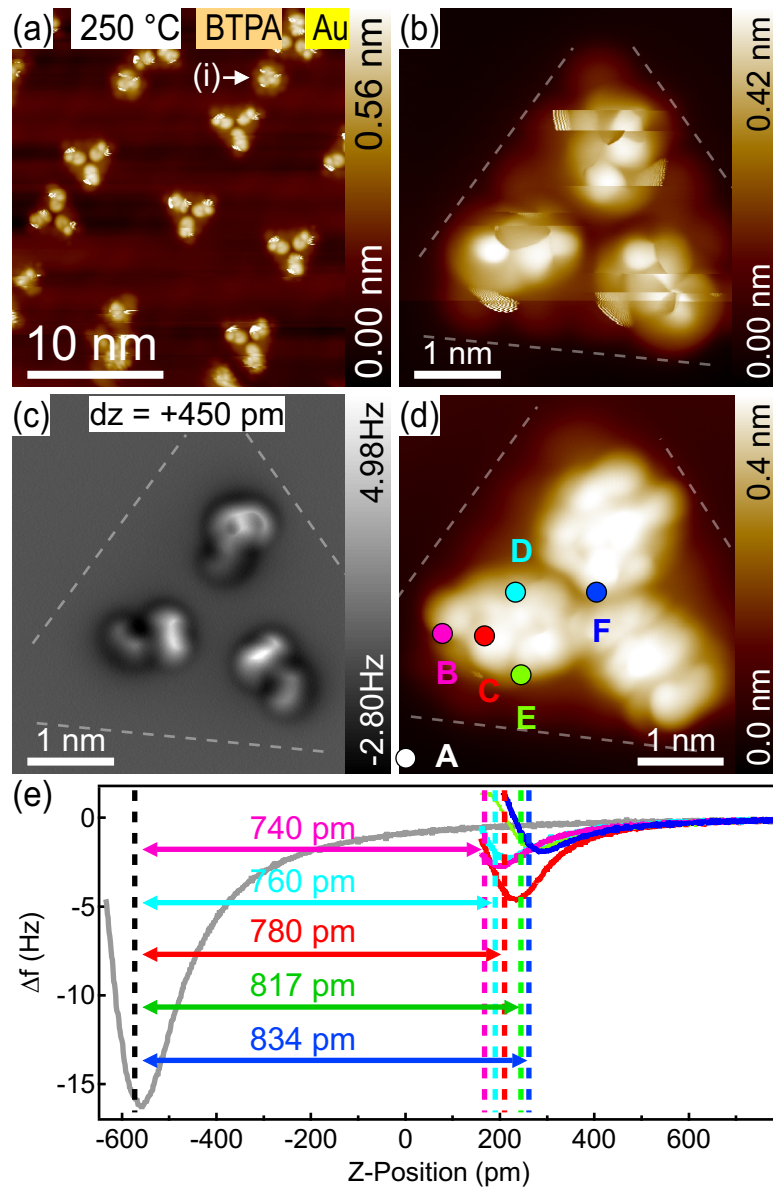 (a) 250 °C BTPA Au
(i)
0.56 nm
0.00 nm
10 nm
(b)
0.42 nm
0.00 nm
1 nm
(c) dz = +450 pm
4.98Hz
-2.80Hz
1 nm
(d)
0.4 nm
0.0 nm
D
F
B
C
E
A
1 nm
(e)
740 pm
760 pm
780 pm
817 pm
834 pm
0
-5
-10
-15
Δf (Hz)
-600 -400 -200 0 200 400 600
Z-Position (pm)